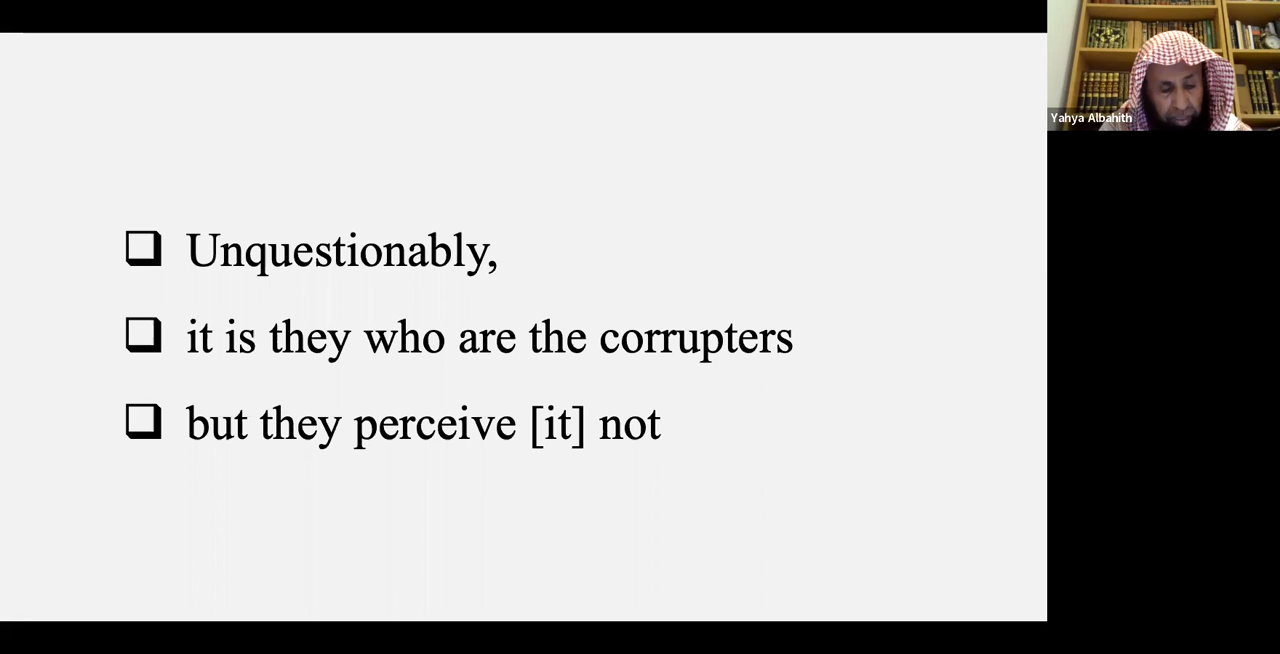 Unquestionably,
it is they who are the corrupters
but they perceive [it] not
Yahya Albahith